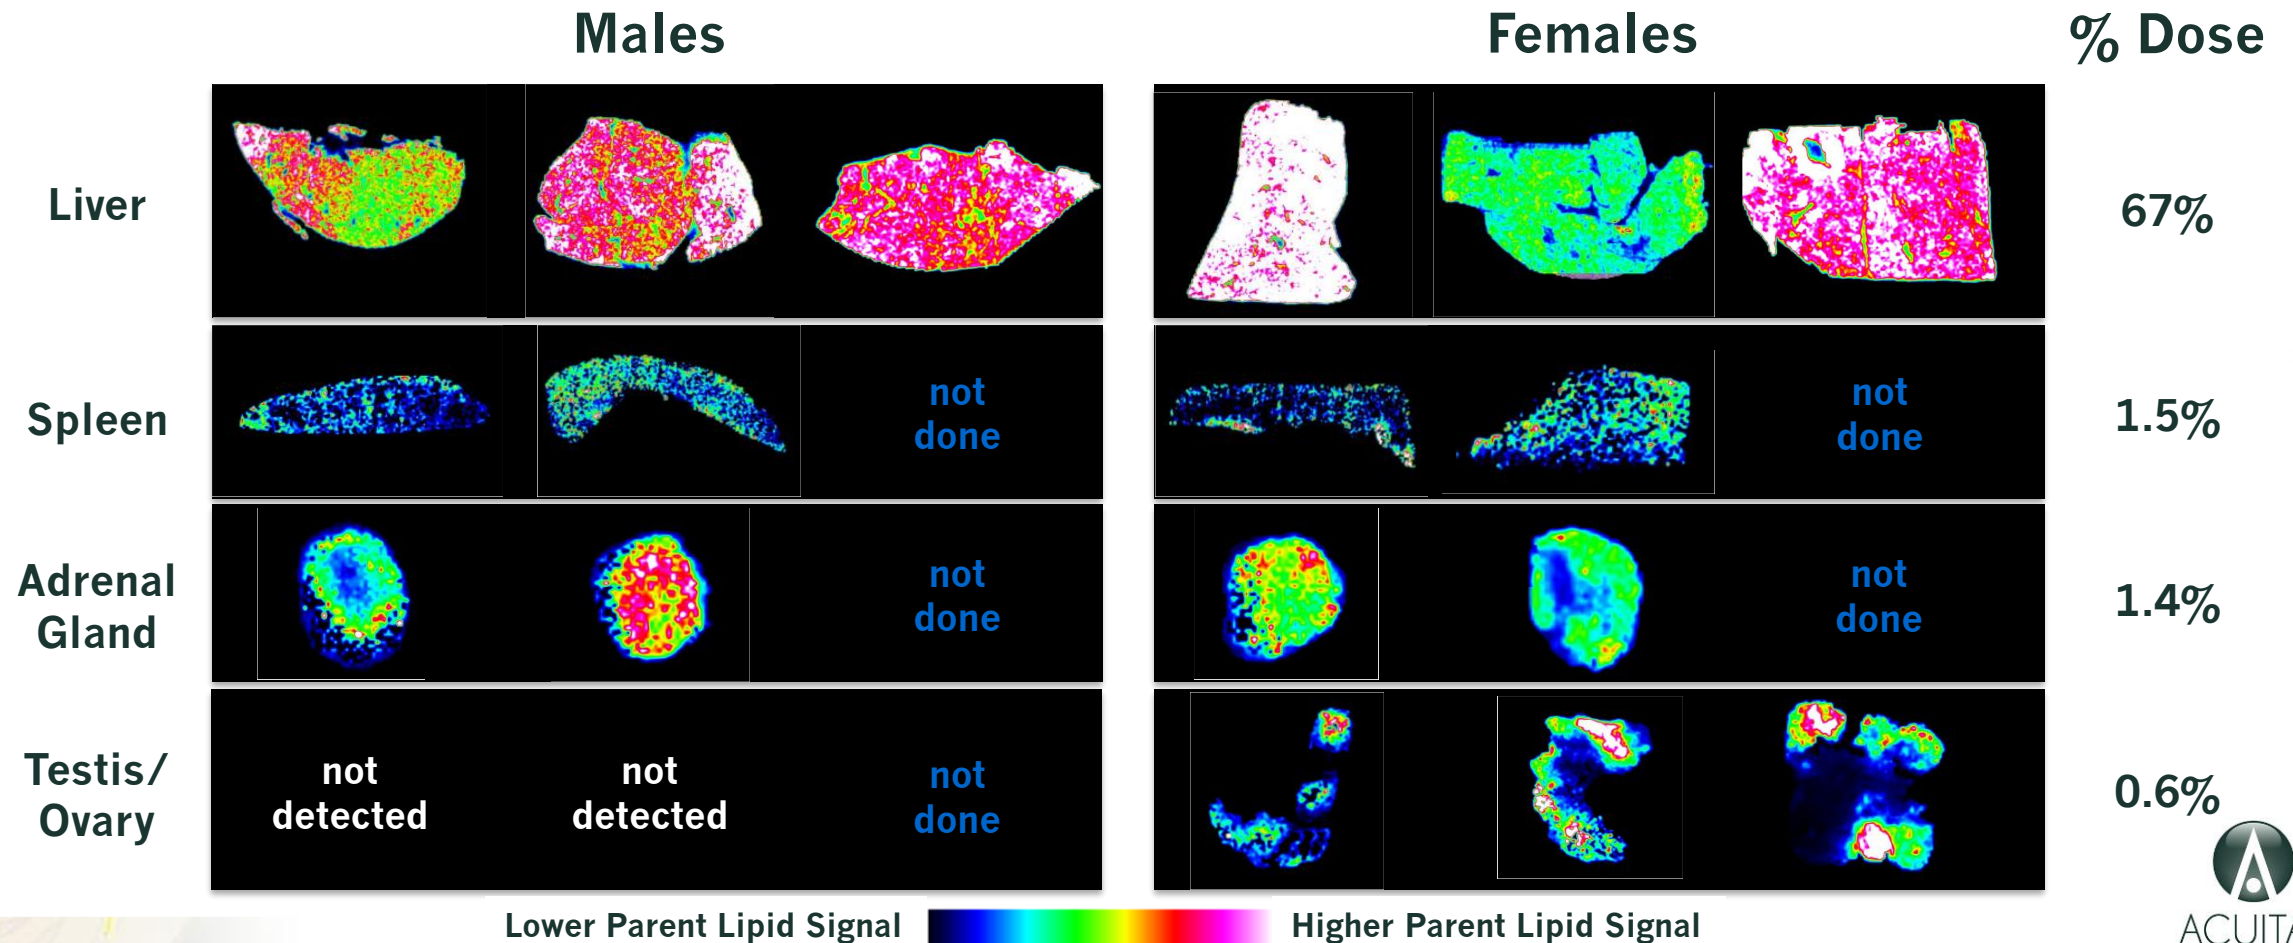 Males Females % Dose
Liver 67%
Spleen not done not done 1.5%
Adrenal Gland not done not done 1.4%
Testis/ Ovary not detected not detected not done 0.6%
Lower Parent Lipid Signal Higher Parent Lipid Signal